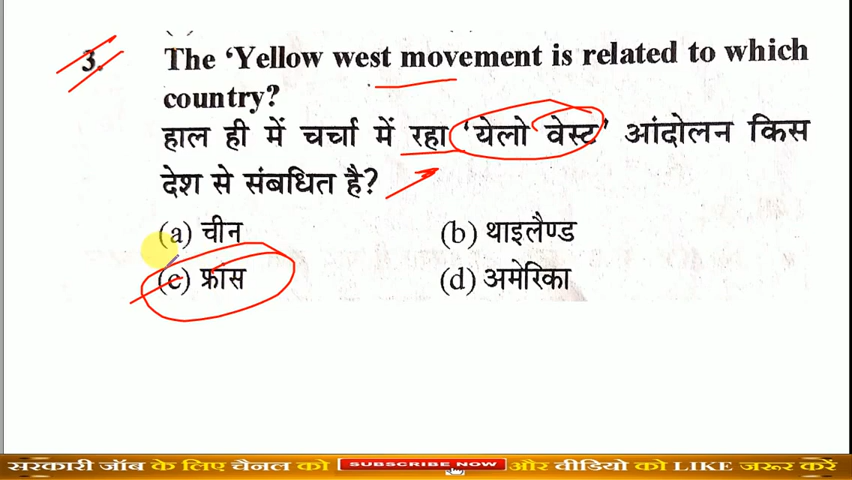 3. The ‘Yellow west movement is related to which
country?
हाल ही में चर्चा में रहा ‘येलो वेस्ट’ आंदोलन किस
देश से संबधित है?
(a) चीन (b) थाइलैण्ड
(c) फ्रांस (d) अमेरिका
सरकारी जॉब के लिए चैनल को SUBSCRIBE NOW और वीडियो को LIKE जरूर करें